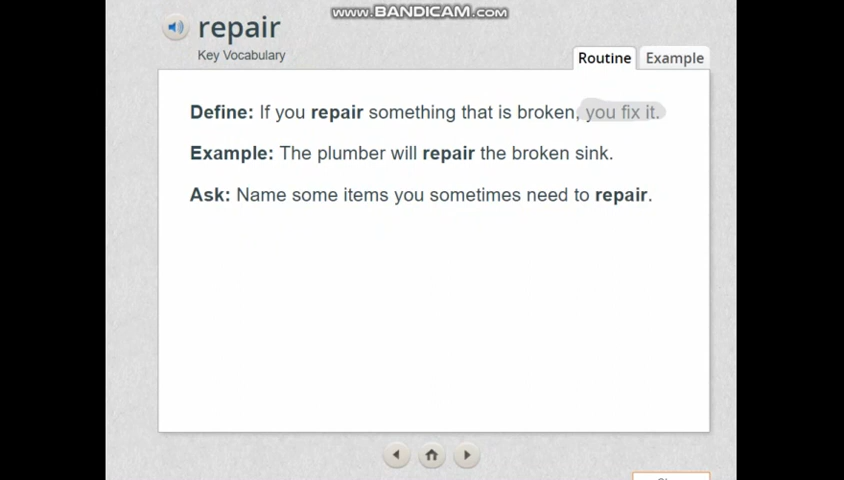 www.BANDICAM.com
repair
Key Vocabulary
Routine Example
Define: If you repair something that is broken, you fix it.
Example: The plumber will repair the broken sink.
Ask: Name some items you sometimes need to repair.